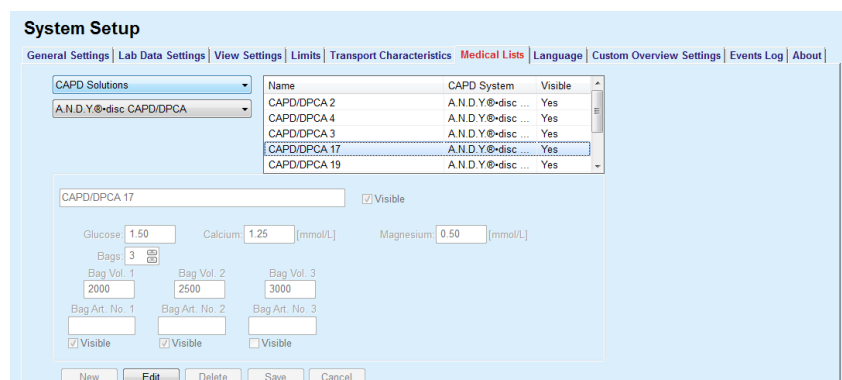 System Setup
General Settings Lab Data Settings View Settings Limits Transport Characteristics Medical Lists Language Custom Overview Settings Events Log About
CAPD Solutions
A.N.D.Y.®•disc CAPD/DPCA
Name CAPD System Visible
CAPD/DPCA 2 A.N.D.Y.®•disc ... Yes
CAPD/DPCA 4 A.N.D.Y.®•disc ... Yes
CAPD/DPCA 3 A.N.D.Y.®•disc ... Yes
CAPD/DPCA 17 A.N.D.Y.®•disc ... Yes
CAPD/DPCA 19 A.N.D.Y.®•disc ... Yes
CAPD/DPCA 17 Visible
Glucose: 1.50 Calcium: 1.25 [mmol/L] Magnesium: 0.50 [mmol/L]
Bags: 3
Bag Vol. 1 Bag Vol. 2 Bag Vol. 3
2000 2500 3000
Bag Art. No. 1 Bag Art. No. 2 Bag Art. No. 3
Visible Visible Visible
New Edit Delete Save Cancel